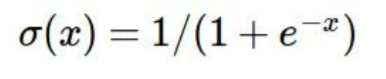 σ(x) = 1/(1 + e⁻ˣ)